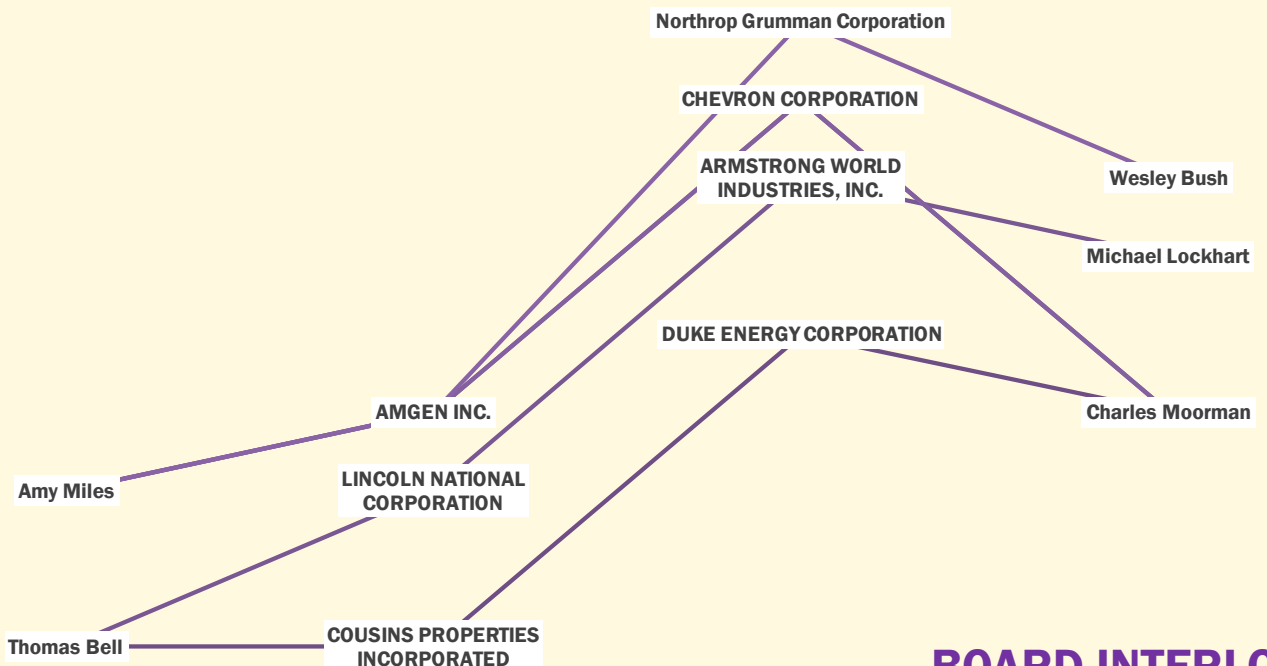 Northrop Grumman Corporation
CHEVRON CORPORATION
ARMSTRONG WORLD
INDUSTRIES, INC.
Wesley Bush
Michael Lockhart
DUKE ENERGY CORPORATION
AMGEN INC.
Charles Moorman
Amy Miles
LINCOLN NATIONAL
CORPORATION
Thomas Bell
COUSINS PROPERTIES
INCORPORATED
BOARD